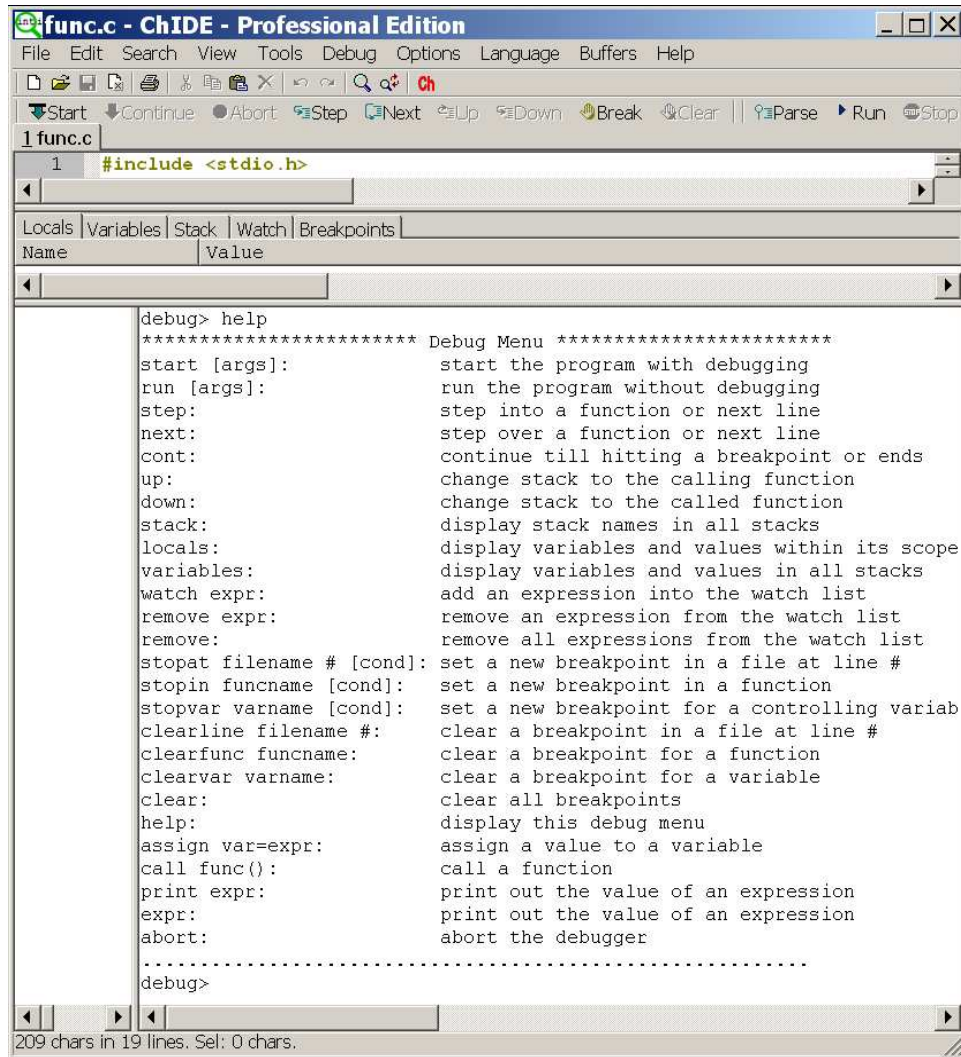 func.c - ChIDE - Professional Edition
File Edit Search View Tools Debug Options Language Buffers Help
Ch
Start Continue Abort Step Next Up Down Break Clear Parse Run Stop
1 func.c
1 #include <stdio.h>
Locals Variables Stack Watch Breakpoints
Name Value
debug> help
************************ Debug Menu ************************
start [args]: start the program with debugging
run [args]: run the program without debugging
step: step into a function or next line
next: step over a function or next line
cont: continue till hitting a breakpoint or ends
up: change stack to the calling function
down: change stack to the called function
stack: display stack names in all stacks
locals: display variables and values within its scope
variables: display variables and values in all stacks
watch expr: add an expression into the watch list
remove expr: remove an expression from the watch list
remove: remove all expressions from the watch list
stopat filename # [cond]: set a new breakpoint in a file at line #
stopin funcname [cond]: set a new breakpoint in a function
stopvar varname [cond]: set a new breakpoint for a controlling variab
clearline filename #: clear a breakpoint in a file at line #
clearfunc funcname: clear a breakpoint for a function
clearvar varname: clear a breakpoint for a variable
clear: clear all breakpoints
help: display this debug menu
assign var=expr: assign a value to a variable
call func(): call a function
print expr: print out the value of an expression
expr: print out the value of an expression
abort: abort the debugger
..........................................................
debug>
209 chars in 19 lines. Sel: 0 chars.